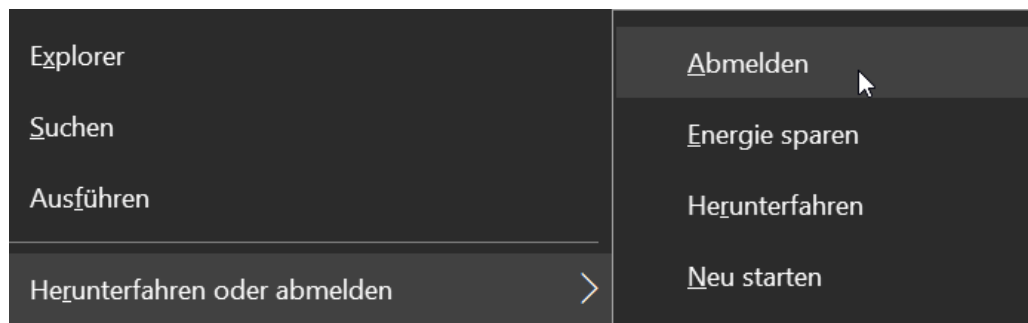 Explorer
Suchen
Ausführen
Herunterfahren oder abmelden
Abmelden
Energie sparen
Herunterfahren
Neu starten